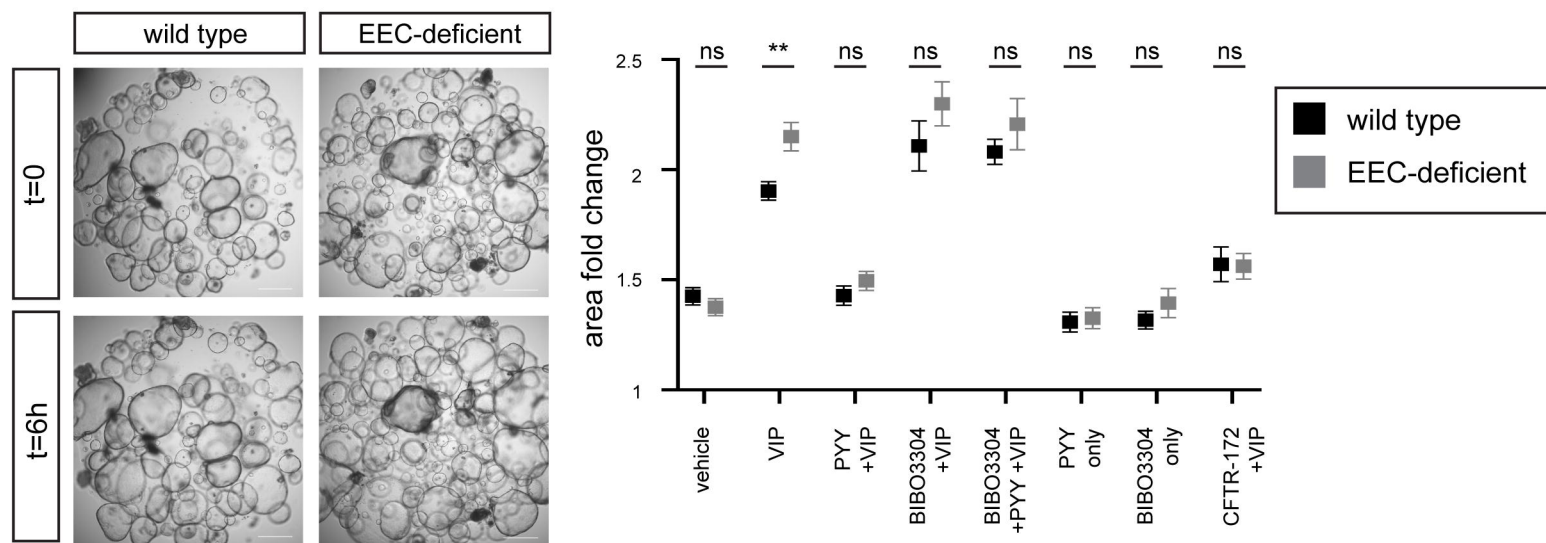 wild type
EEC-deficient
t=0
t=6h
area fold change
2.5
2
1.5
1
ns
**
ns
ns
ns
ns
ns
ns
vehicle
VIP
PYY
+VIP
BIBO3304
+VIP
BIBO3304
+PYY +VIP
PYY
only
BIBO3304
only
CFTR-172
+VIP
wild type
EEC-deficient